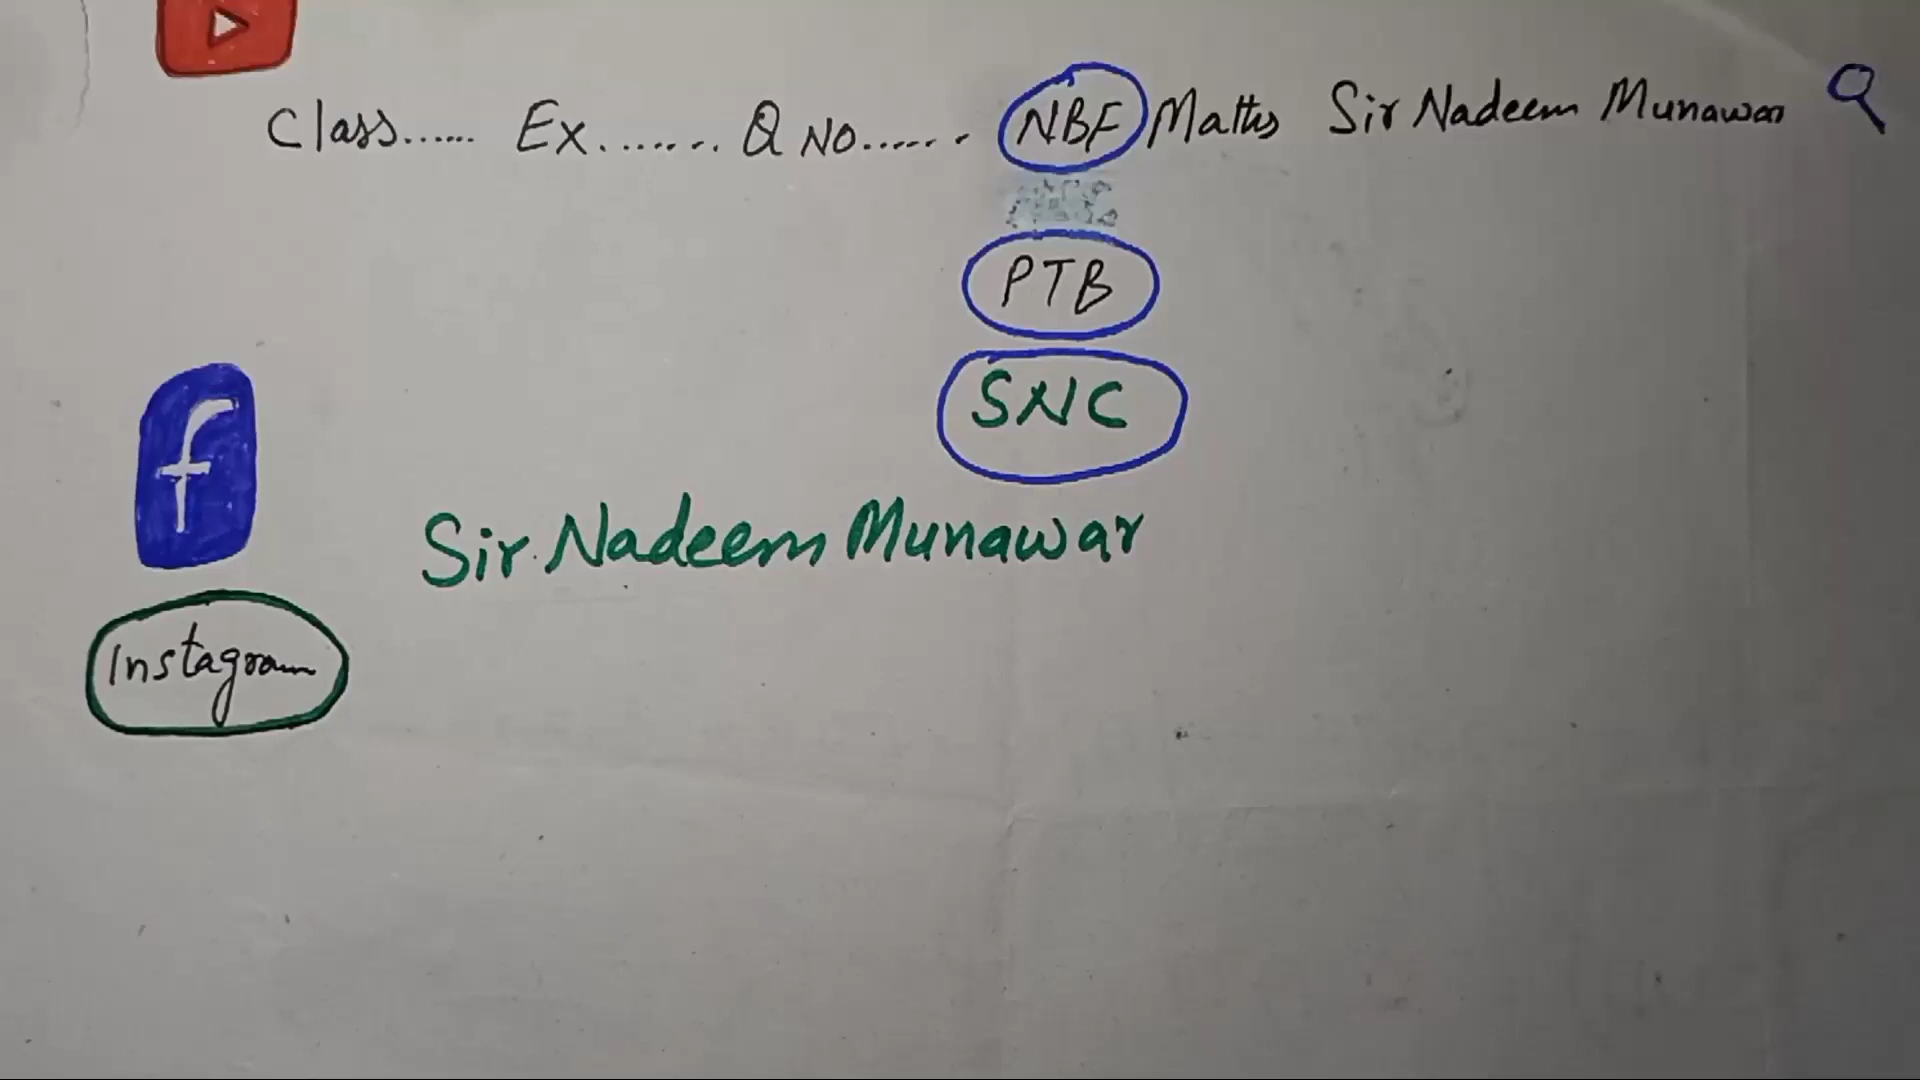 Class...... Ex........ Q No...... NBF Maths Sir Nadeem Munawar
PTB
SNC
f
Sir Nadeem Munawar
Instagram